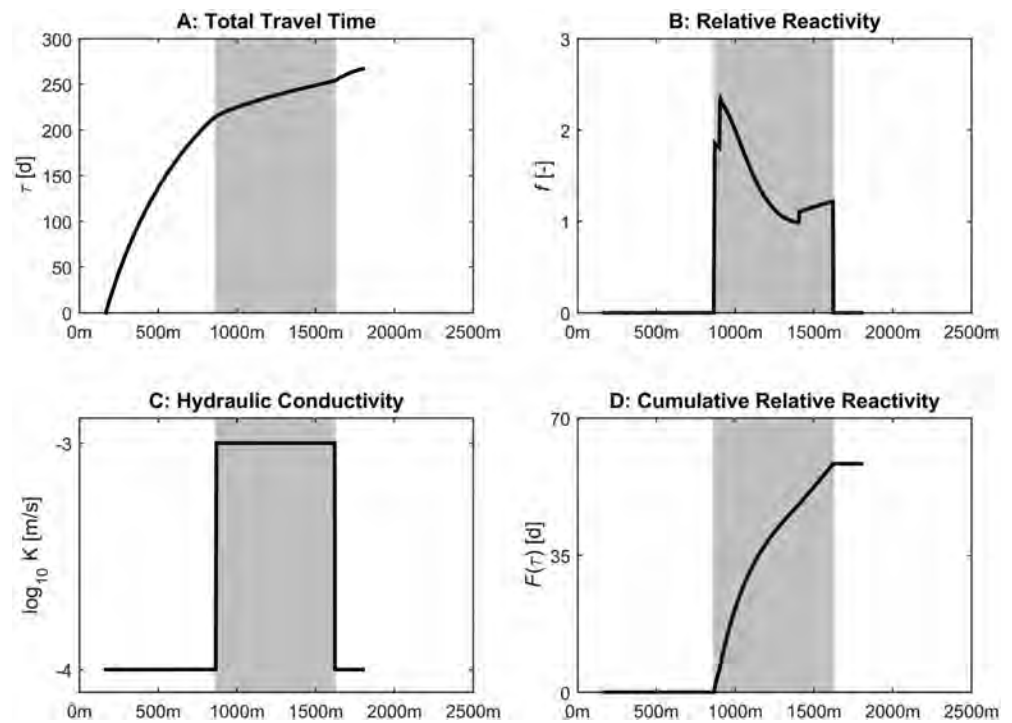 A: Total Travel Time
300
250
200
150
100
50
0
τ [d]
0m 500m 1000m 1500m 2000m 2500m
B: Relative Reactivity
3
2
1
0
f [-]
0m 500m 1000m 1500m 2000m 2500m
C: Hydraulic Conductivity
-3
-4
log10 K [m/s]
0m 500m 1000m 1500m 2000m 2500m
D: Cumulative Relative Reactivity
70
35
0
F(τ) [d]
0m 500m 1000m 1500m 2000m 2500m